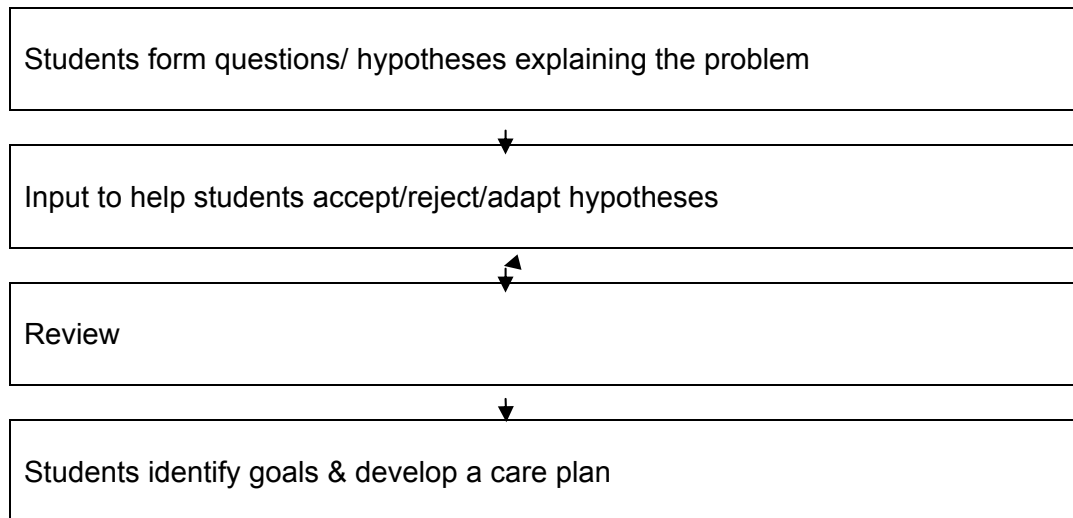 Students form questions/ hypotheses explaining the problem
Input to help students accept/reject/adapt hypotheses
Review
Students identify goals & develop a care plan